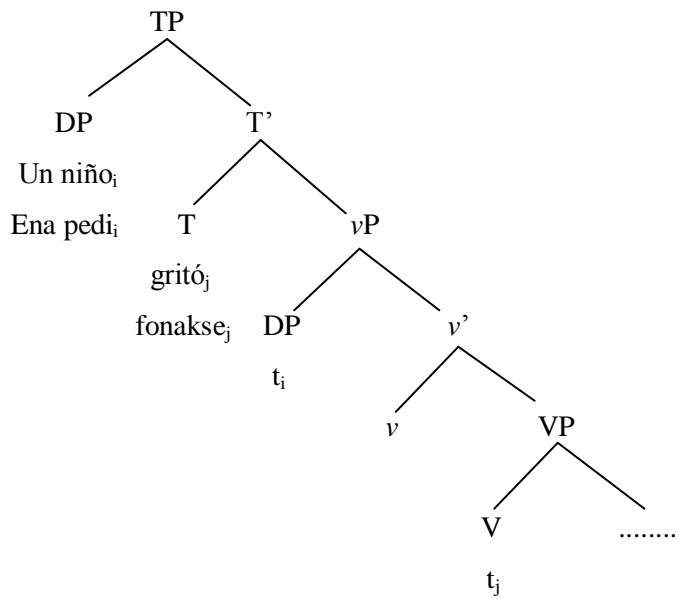 TP
DP T’
Un niñoᵢ
Ena pediᵢ T vP
gritóⱼ
fonakseⱼ DP v’
tᵢ
v VP
V ........
tⱼ